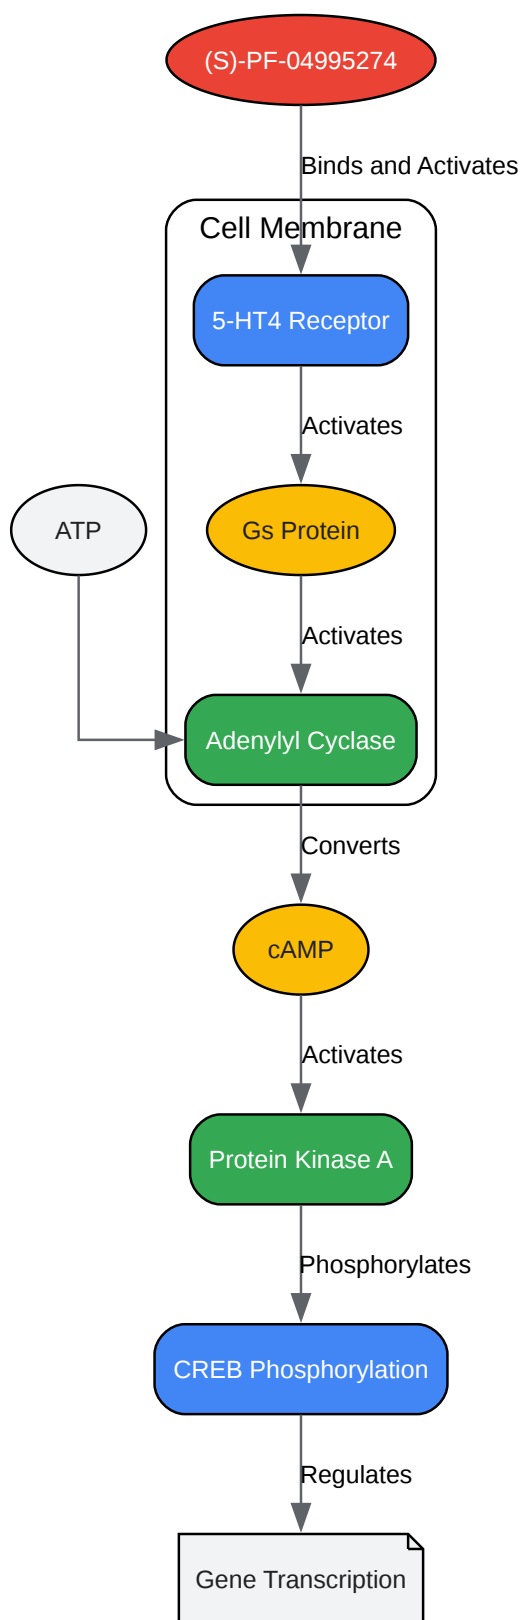 (S)-PF-04995274
Binds and Activates
Cell Membrane
5-HT4 Receptor
Activates
ATP
Gs Protein
Activates
Adenylyl Cyclase
Converts
cAMP
Activates
Protein Kinase A
Phosphorylates
CREB Phosphorylation
Regulates
Gene Transcription